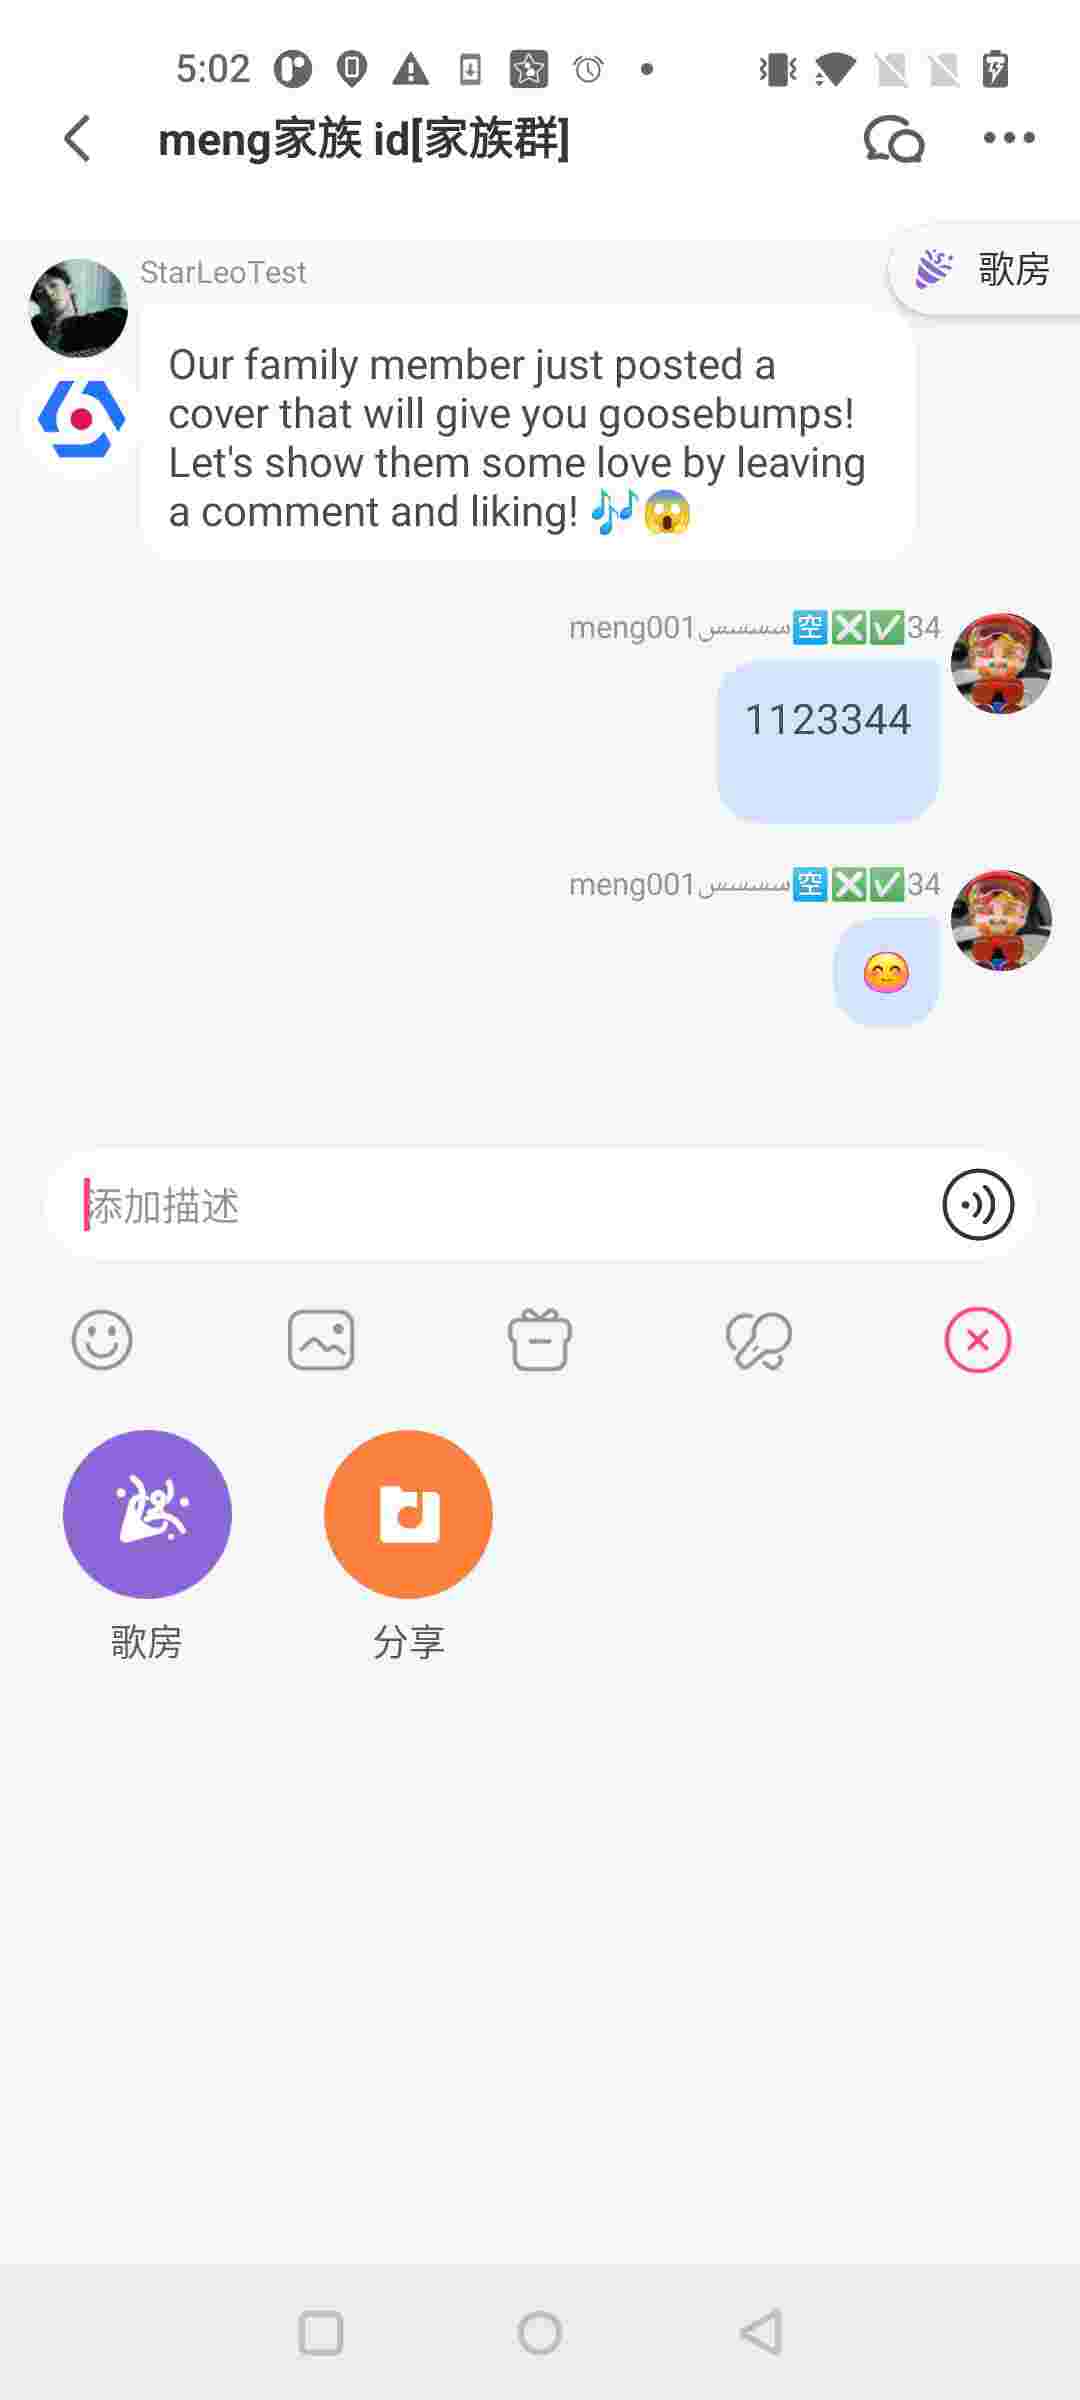 5:02
meng家族 id[家族群]
歌房
StarLeoTest
Our family member just posted a
cover that will give you goosebumps!
Let's show them some love by leaving
a comment and liking! 🎶😱
meng001سسسس🈳❎✅34
1123344
meng001سسسس🈳❎✅34
😊
添加描述
歌房
分享